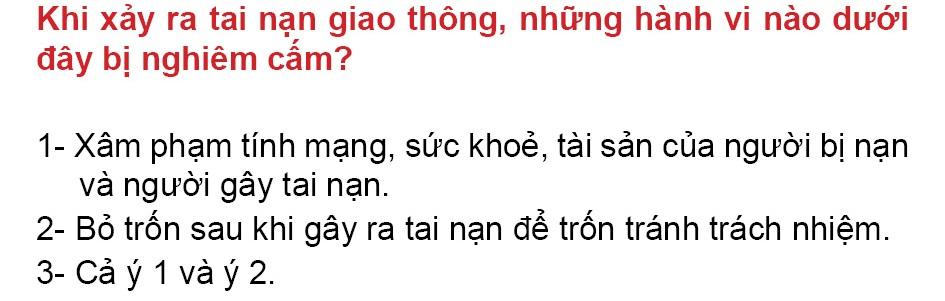 Khi xảy ra tai nạn giao thông, những hành vi nào dưới
đây bị nghiêm cấm?
1- Xâm phạm tính mạng, sức khoẻ, tài sản của người bị nạn
và người gây tai nạn.
2- Bỏ trốn sau khi gây ra tai nạn để trốn tránh trách nhiệm.
3- Cả ý 1 và ý 2.